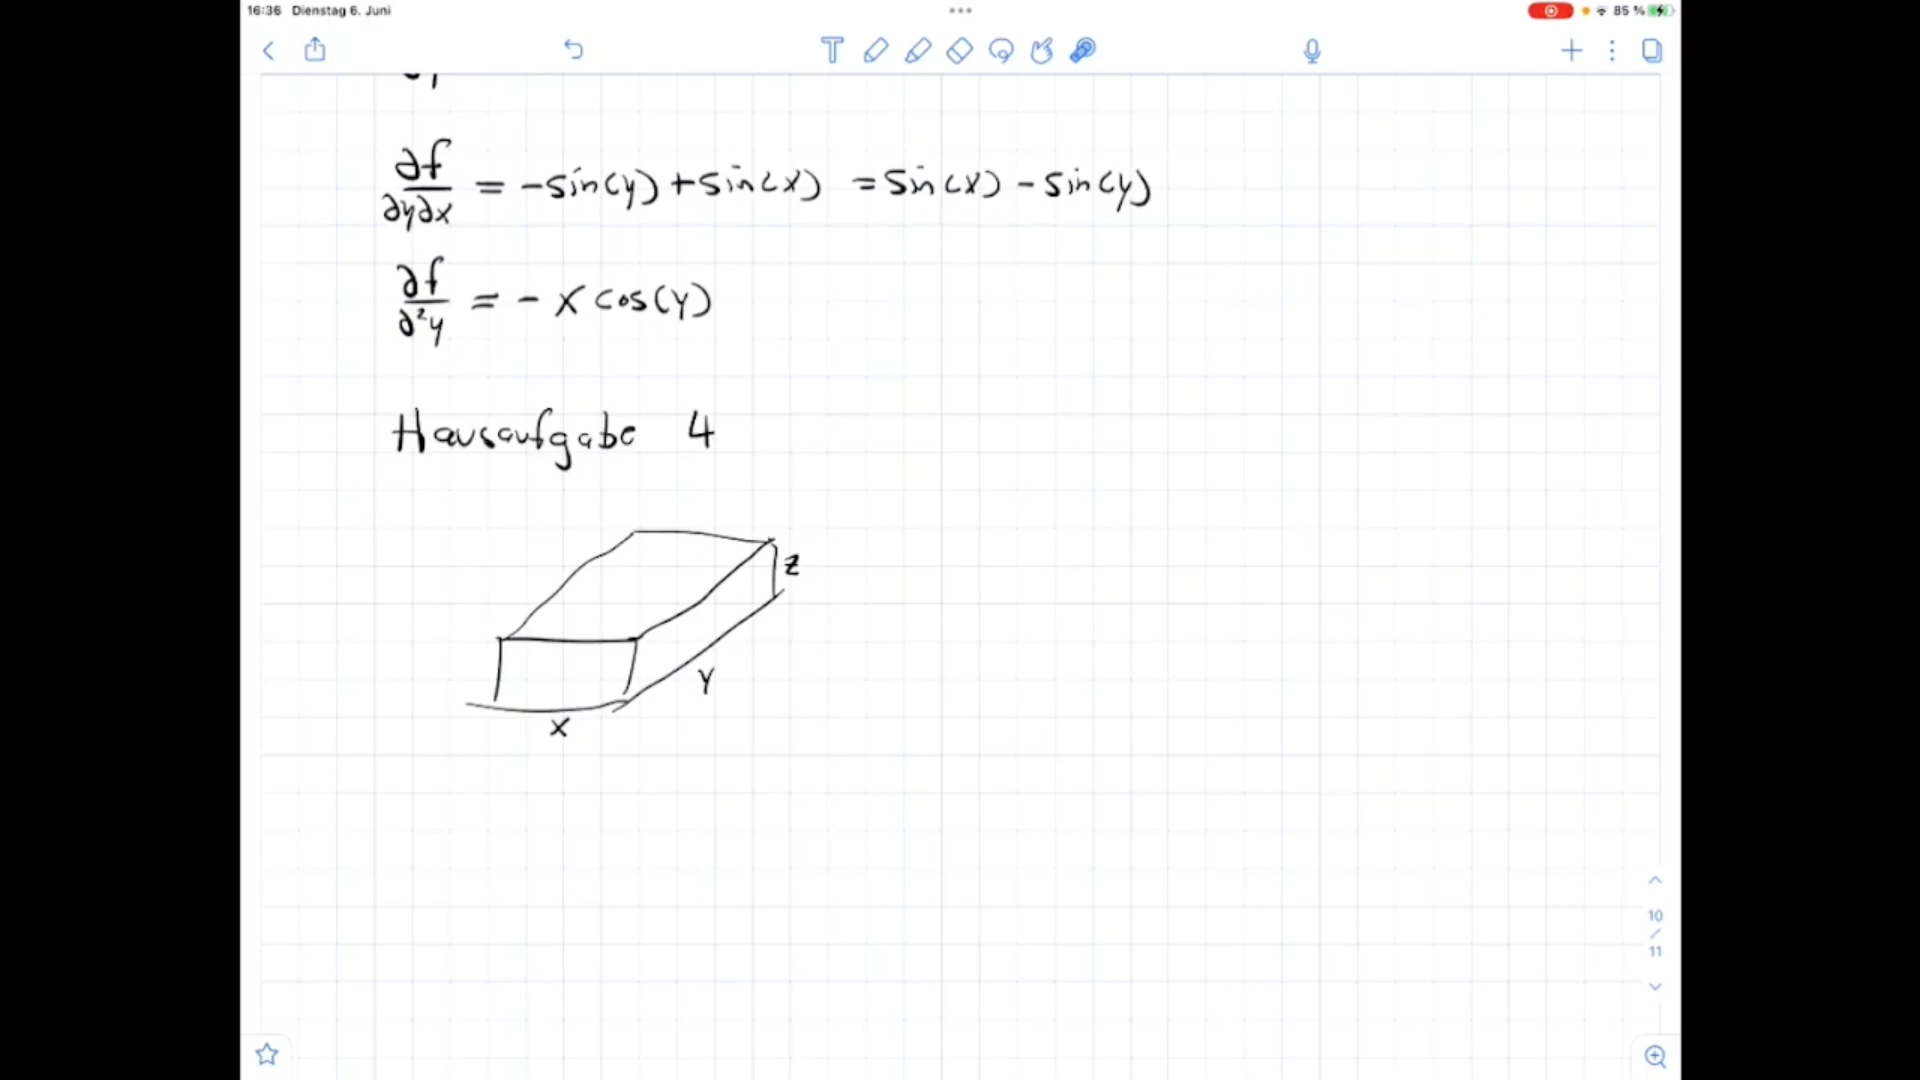 16:36 Dienstag 6. Juni
85 %
∂f/∂y∂x = -sin(y) + sin(x) = sin(x) - sin(y)
∂f/∂²y = - x cos(y)
Hausaufgabe 4
z
y
x
10
/
11